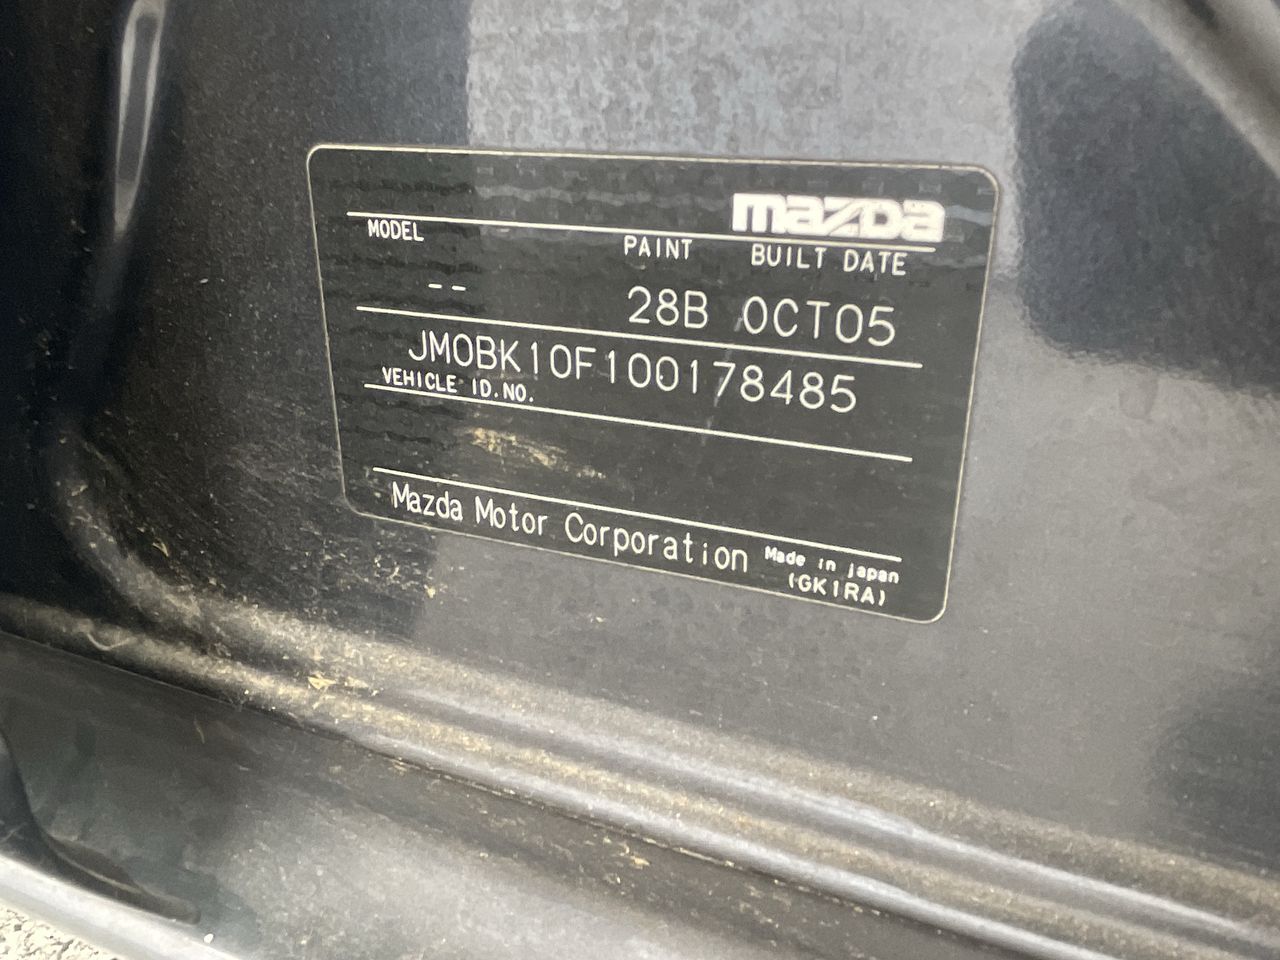 mazda
MODEL PAINT BUILT DATE
-- 28B OCT05
JM0BK10F100178485
VEHICLE ID.NO.
Mazda Motor Corporation Made in japan
(GK1RA)